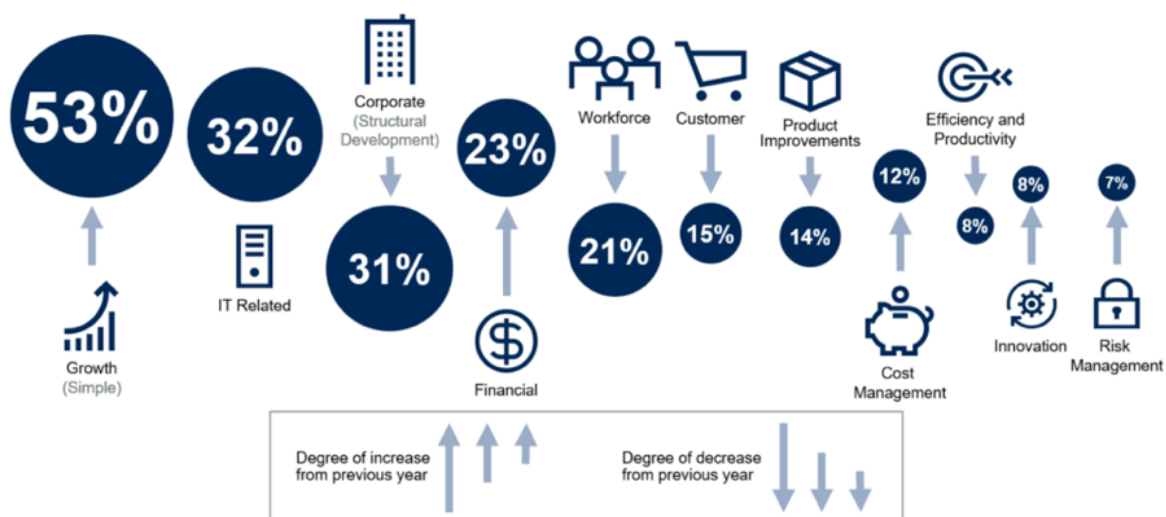 53%
Growth
(Simple)
32%
IT Related
Corporate
(Structural
Development)
31%
23%
Financial
Workforce
21%
Customer
15%
Product
Improvements
14%
12%
Cost
Management
Efficiency and
Productivity
8%
8%
Innovation
7%
Risk
Management
Degree of increase
from previous year
Degree of decrease
from previous year